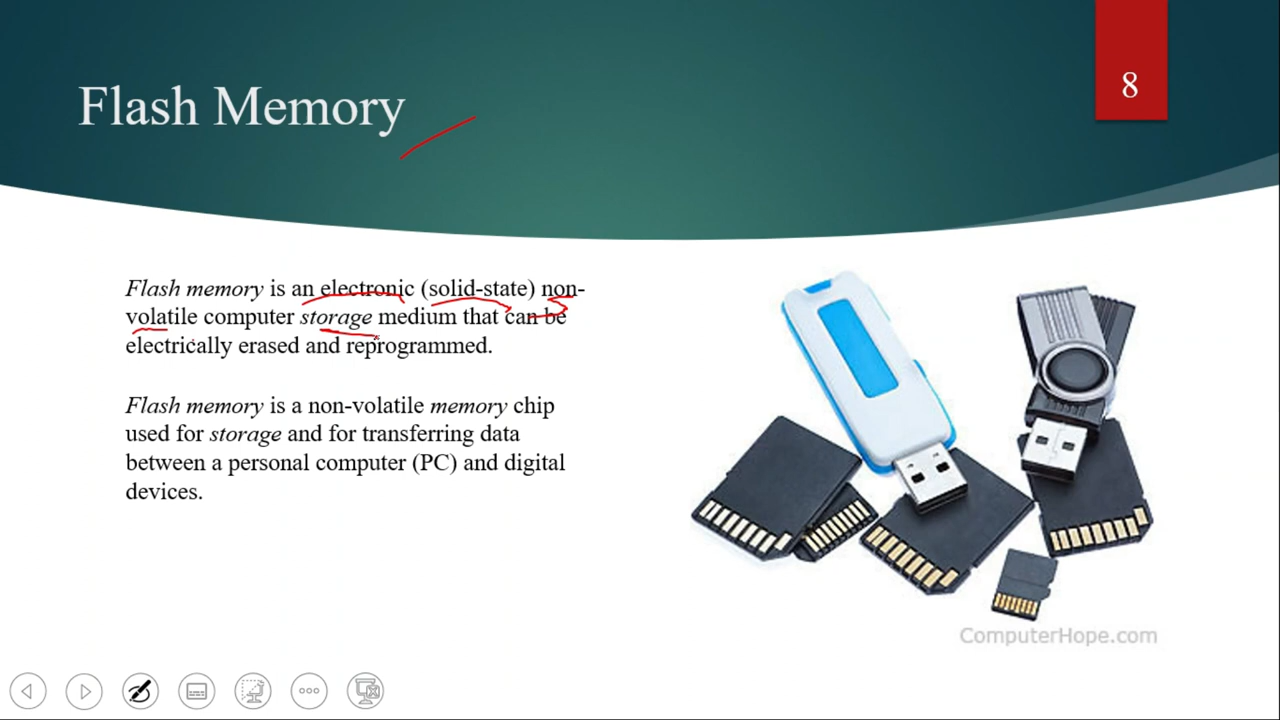 8
Flash Memory
Flash memory is an electronic (solid-state) non-
volatile computer storage medium that can be
electrically erased and reprogrammed.
Flash memory is a non-volatile memory chip
used for storage and for transferring data
between a personal computer (PC) and digital
devices.
ComputerHope.com